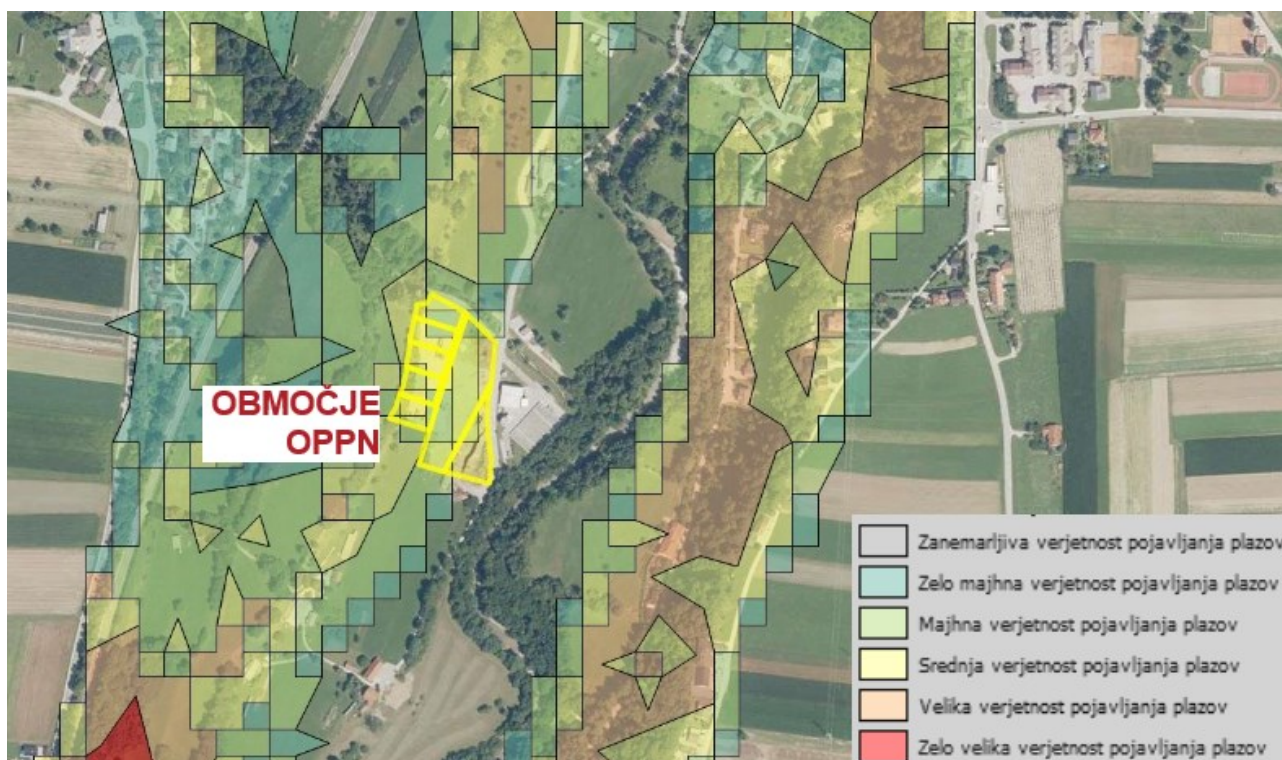 OBMOČJE
OPPN
Zanemarljiva verjetnost pojavljanja plazov
Zelo majhna verjetnost pojavljanja plazov
Majhna verjetnost pojavljanja plazov
Srednja verjetnost pojavljanja plazov
Velika verjetnost pojavljanja plazov
Zelo velika verjetnost pojavljanja plazov